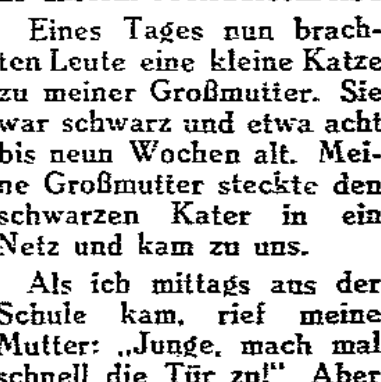 Eines Tages nun brach-
ten Leute eine kleine Katze
zu meiner Großmutter. Sie
war schwarz und etwa acht
bis neun Wochen alt. Mei-
ne Großmutter steckte den
schwarzen Kater in ein
Netz und kam zu uns.
Als ich mittags aus der
Schule kam, rief meine
Mutter: „Junge, mach mal
schnell die Tür zu!“ Aber